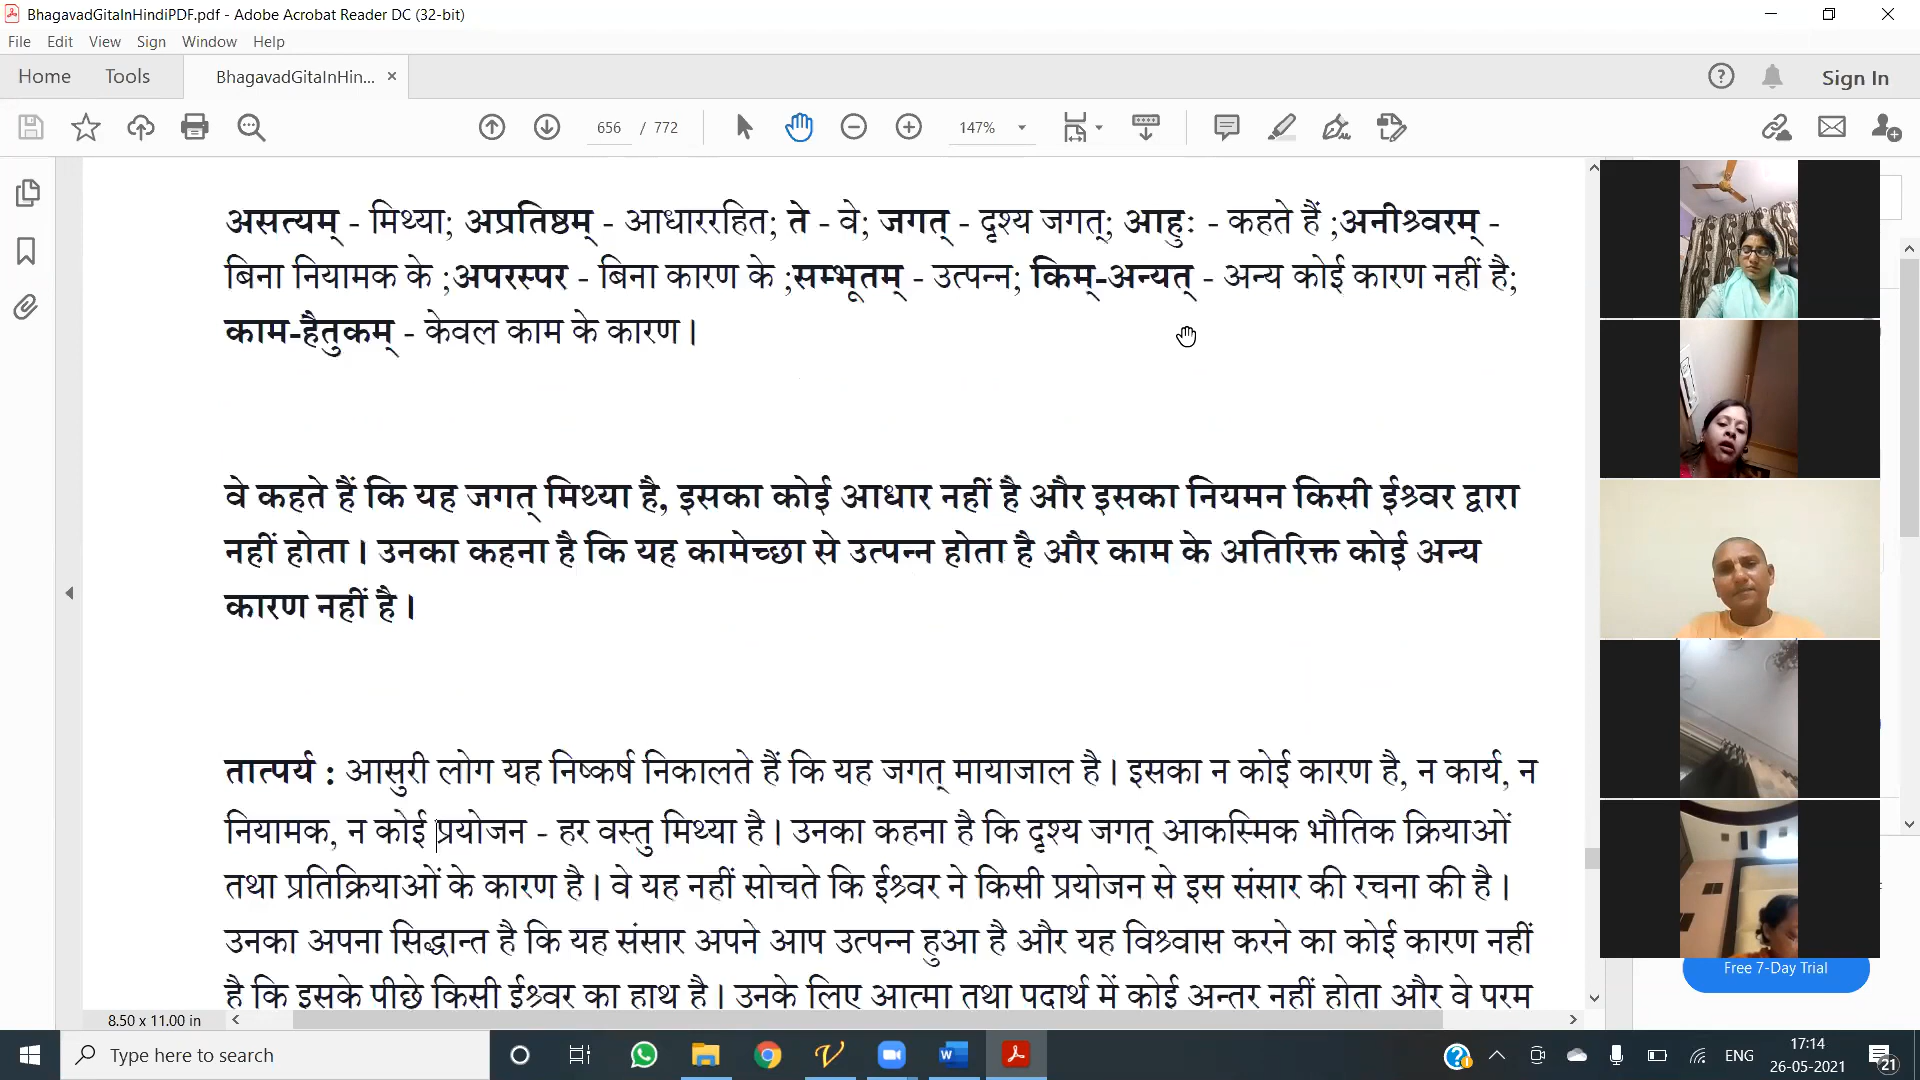 BhagavadGitaInHindiPDF.pdf - Adobe Acrobat Reader DC (32-bit)
File Edit View Sign Window Help
Home Tools BhagavadGitaInHin... × Sign In
656 / 772 147%
असत्यम् - मिथ्या; अप्रतिष्ठम् - आधाररहित; ते - वे; जगत् - दृश्य जगत्; आहुः - कहते हैं ;अनीश्र्वरम् -
बिना नियामक के ;अपरस्पर - बिना कारण के ;सम्भूतम् - उत्पन्न; किम्-अन्यत् - अन्य कोई कारण नहीं है;
काम-हैतुकम् - केवल काम के कारण ।
वे कहते हैं कि यह जगत् मिथ्या है, इसका कोई आधार नहीं है और इसका नियमन किसी ईश्र्वर द्वारा
नहीं होता । उनका कहना है कि यह कामेच्छा से उत्पन्न होता है और काम के अतिरिक्त कोई अन्य
कारण नहीं है ।
तात्पर्य : आसुरी लोग यह निष्कर्ष निकालते हैं कि यह जगत् मायाजाल है । इसका न कोई कारण है, न कार्य, न
नियामक, न कोई प्रयोजन - हर वस्तु मिथ्या है । उनका कहना है कि दृश्य जगत् आकस्मिक भौतिक क्रियाओं
तथा प्रतिक्रियाओं के कारण है । वे यह नहीं सोचते कि ईश्र्वर ने किसी प्रयोजन से इस संसार की रचना की है ।
उनका अपना सिद्धान्त है कि यह संसार अपने आप उत्पन्न हुआ है और यह विश्र्वास करने का कोई कारण नहीं
है कि इसके पीछे किसी ईश्र्वर का हाथ है । उनके लिए आत्मा तथा पदार्थ में कोई अन्तर नहीं होता और वे परम
Free 7-Day Trial
8.50 x 11.00 in
Type here to search
ENG
17:14
26-05-2021
21